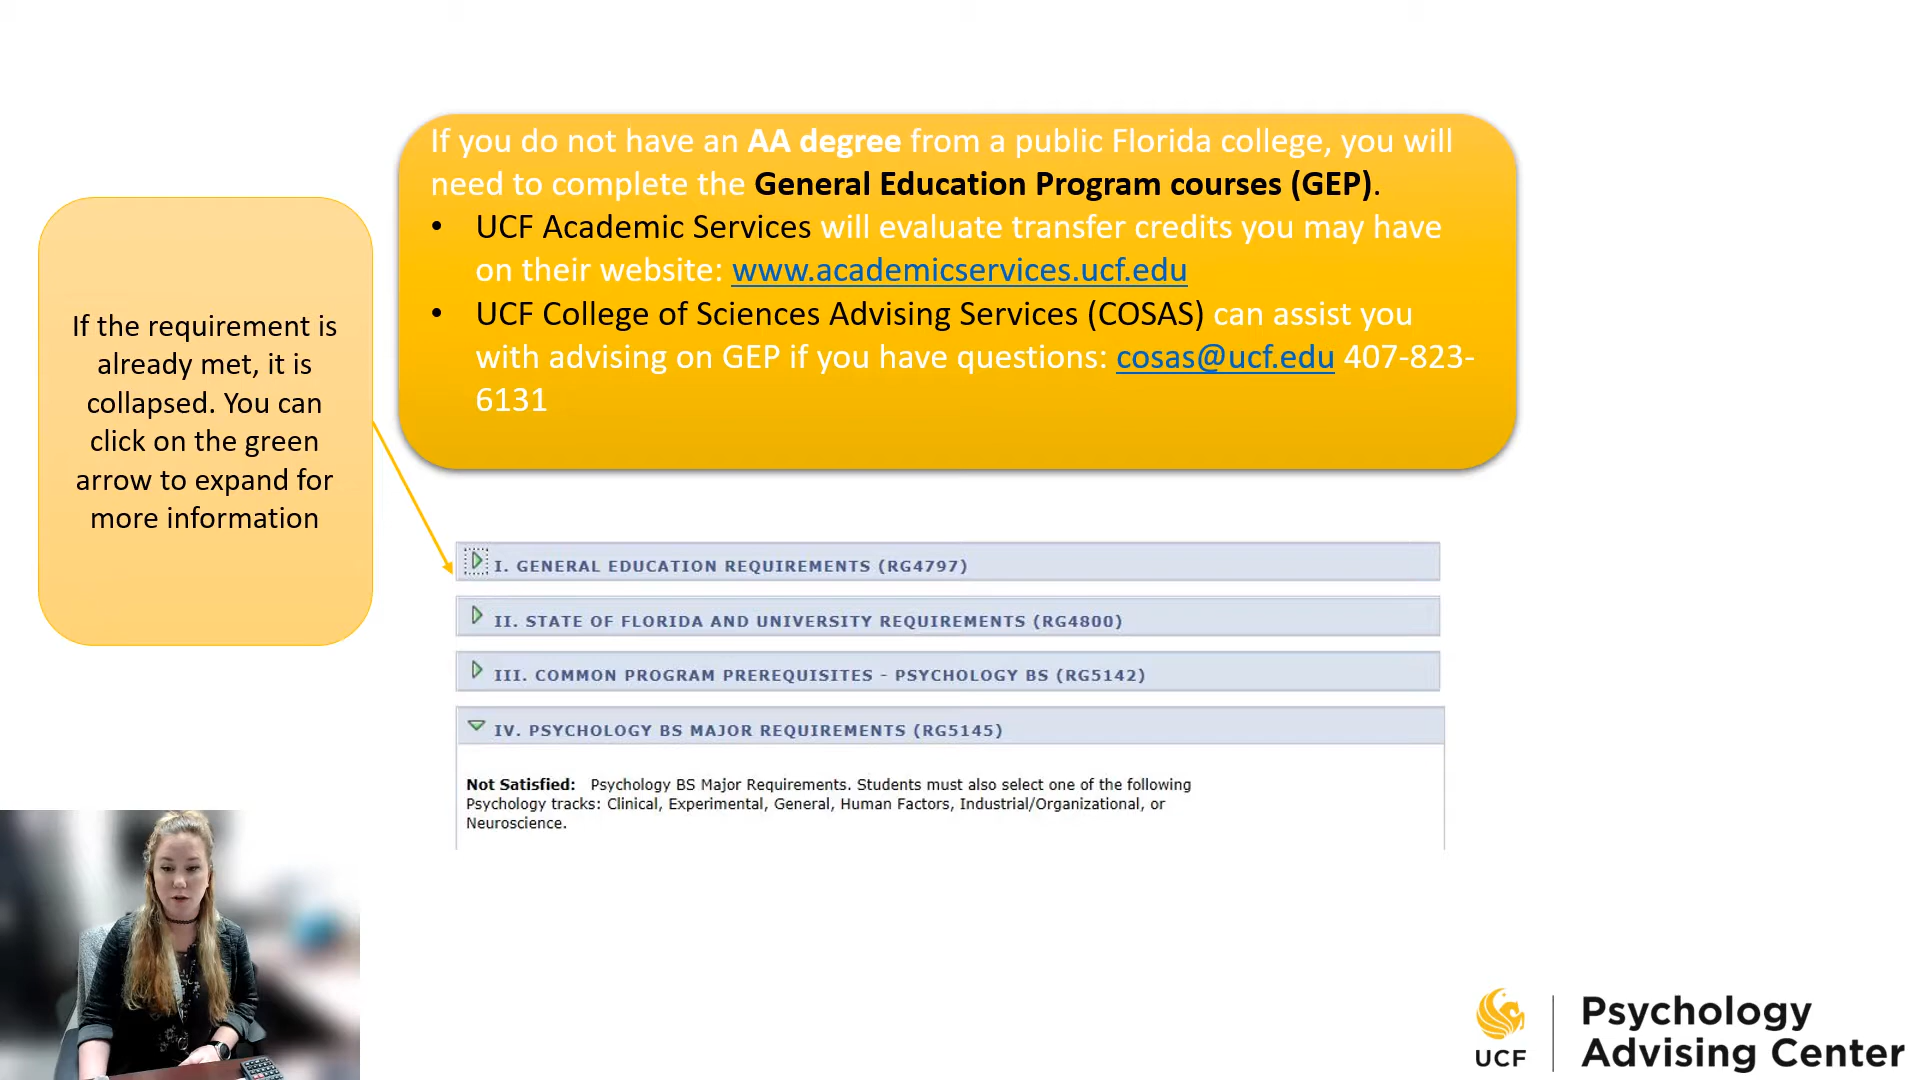 If you do not have an AA degree from a public Florida college, you will
need to complete the General Education Program courses (GEP).
• UCF Academic Services will evaluate transfer credits you may have
on their website: www.academicservices.ucf.edu
• UCF College of Sciences Advising Services (COSAS) can assist you
with advising on GEP if you have questions: cosas@ucf.edu 407-823-
6131
If the requirement is
already met, it is
collapsed. You can
click on the green
arrow to expand for
more information
I. GENERAL EDUCATION REQUIREMENTS (RG4797)
II. STATE OF FLORIDA AND UNIVERSITY REQUIREMENTS (RG4800)
III. COMMON PROGRAM PREREQUISITES - PSYCHOLOGY BS (RG5142)
IV. PSYCHOLOGY BS MAJOR REQUIREMENTS (RG5145)
Not Satisfied: Psychology BS Major Requirements. Students must also select one of the following
Psychology tracks: Clinical, Experimental, General, Human Factors, Industrial/Organizational, or
Neuroscience.
UCF
Psychology
Advising Center